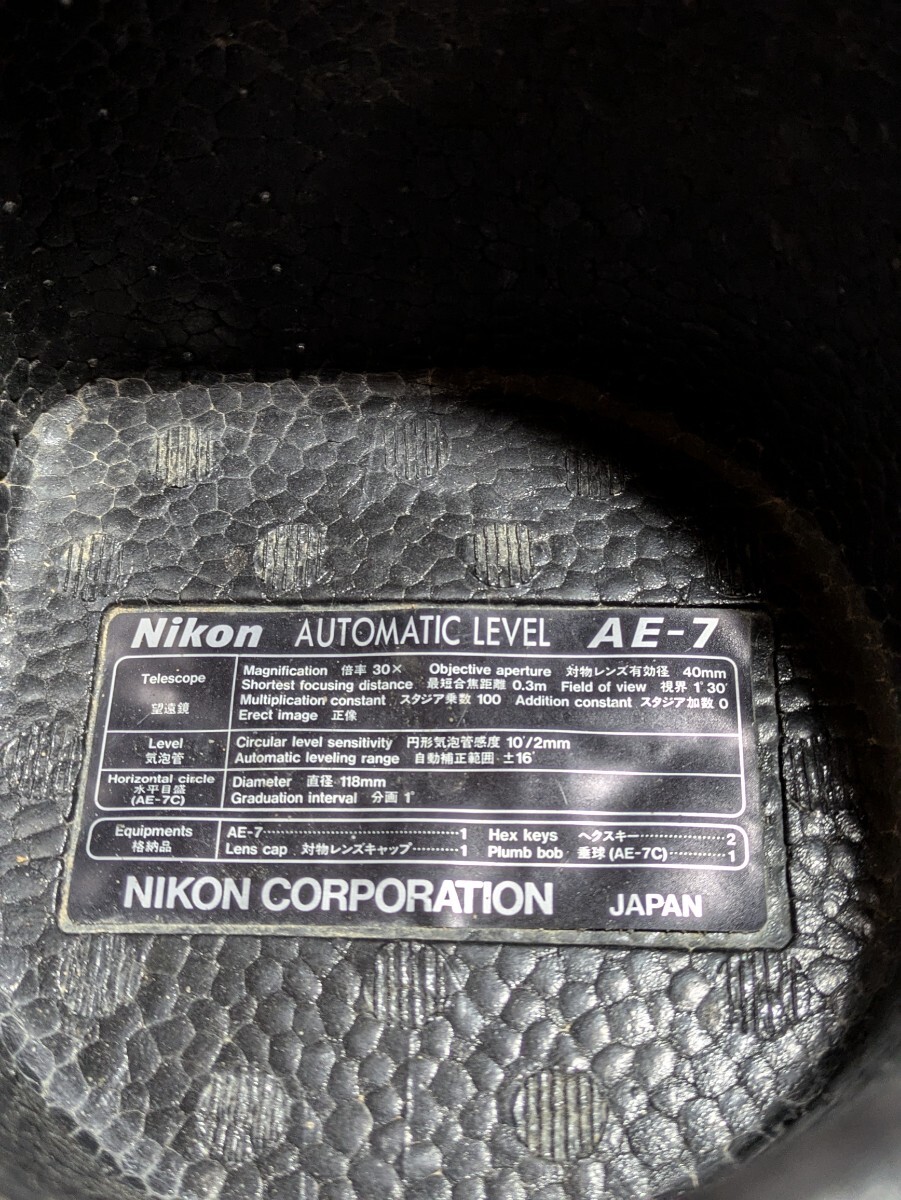 Nikon AUTOMATIC LEVEL AE-7
Telescope
望遠鏡
Magnification 倍率 30× Objective aperture 対物レンズ有効径 40mm
Shortest focusing distance 最短合焦距離 0.3m Field of view 視界 1°30′
Multiplication constant スタジア乗数 100 Addition constant スタジア加数 0
Erect image 正像
Level
気泡管
Circular level sensitivity 円形気泡管感度 10′/2mm
Automatic leveling range 自動補正範囲 ±16′
Horizontal circle
水平目盛
(AE-7C)
Diameter 直径 118mm
Graduation interval 分画 1°
Equipments
格納品
AE-7..........1 Hex keys ヘクスキー..........2
Lens cap 対物レンズキャップ..........1 Plumb bob 垂球 (AE-7C)..........1
NIKON CORPORATION JAPAN